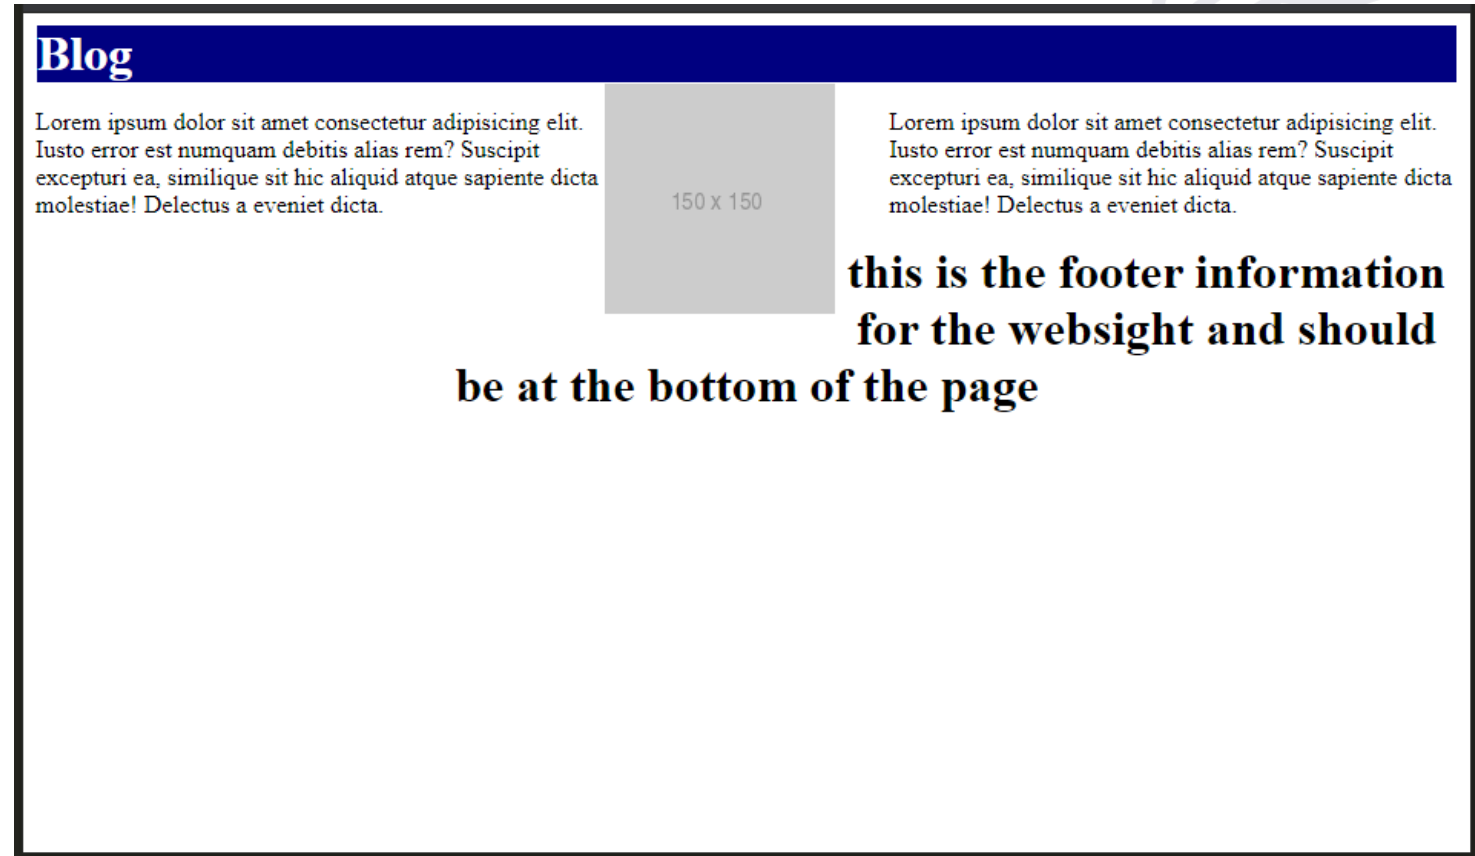 Blog
Lorem ipsum dolor sit amet consectetur adipisicing elit.
Iusto error est numquam debitis alias rem? Suscipit
excepturi ea, similique sit hic aliquid atque sapiente dicta
molestiae! Delectus a eveniet dicta.
150 x 150
Lorem ipsum dolor sit amet consectetur adipisicing elit.
Iusto error est numquam debitis alias rem? Suscipit
excepturi ea, similique sit hic aliquid atque sapiente dicta
molestiae! Delectus a eveniet dicta.
this is the footer information
for the websight and should
be at the bottom of the page